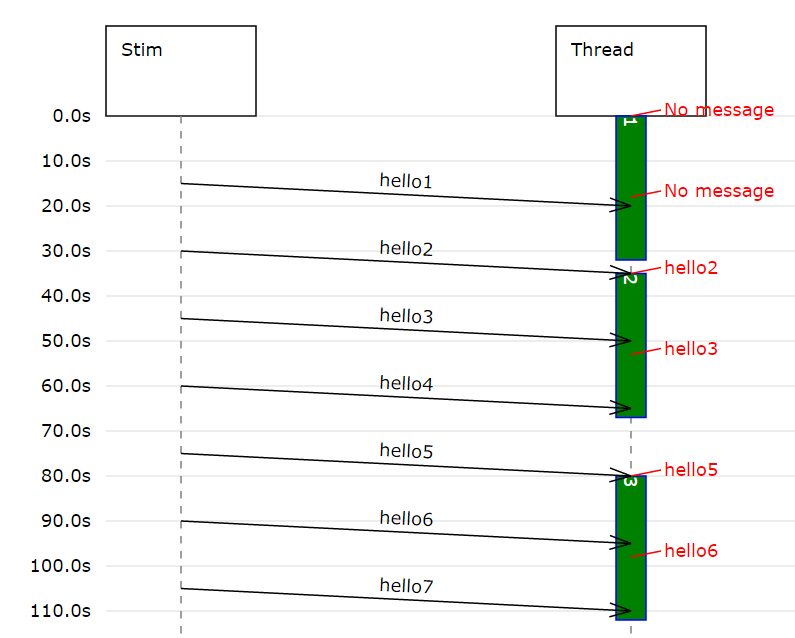 Stim
Thread
0.0s
1
No message
10.0s
hello1
No message
20.0s
30.0s
hello2
hello2
2
40.0s
hello3
50.0s
hello3
60.0s
hello4
70.0s
hello5
hello5
80.0s
3
90.0s
hello6
hello6
100.0s
hello7
110.0s